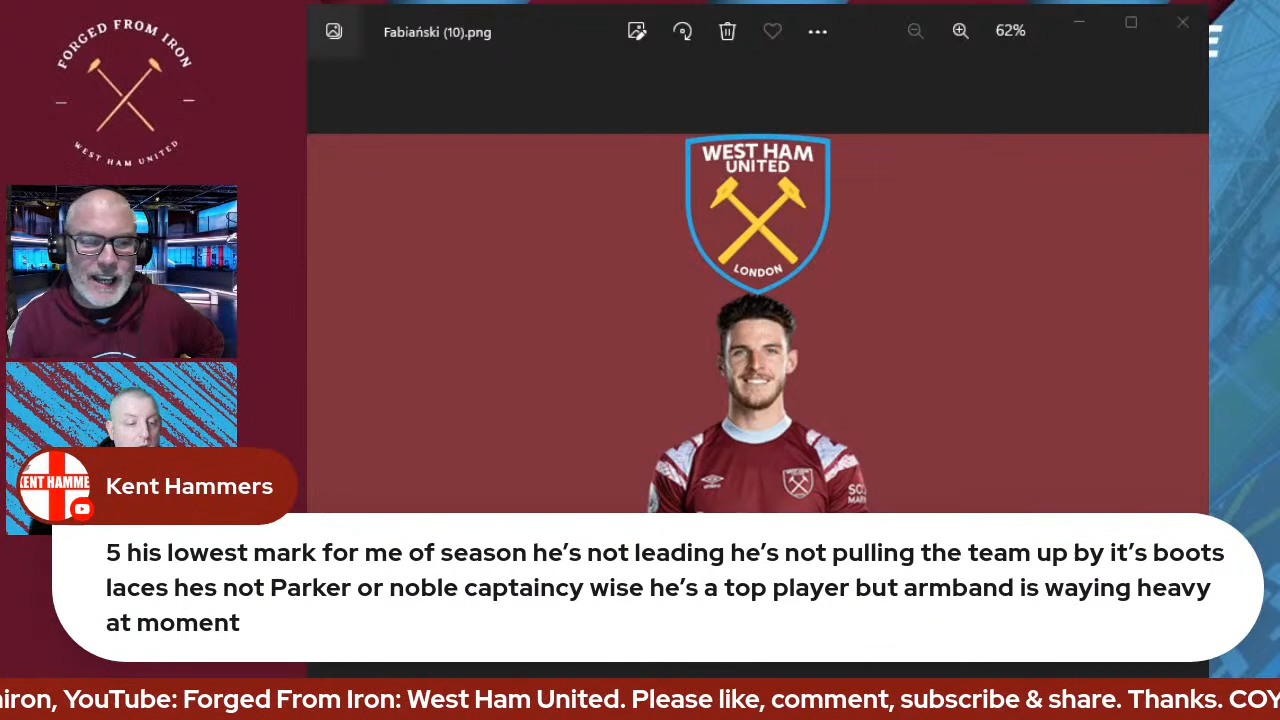 FORGED FROM IRON
WEST HAM UNITED
Fabiański (10).png
62%
E
WEST HAM
UNITED
LONDON
KENT HAMME
Kent Hammers
5 his lowest mark for me of season he's not leading he's not pulling the team up by it's boots
laces hes not Parker or noble captaincy wise he's a top player but armband is waying heavy
at moment
iron, YouTube: Forged From Iron: West Ham United. Please like, comment, subscribe & share. Thanks. COY